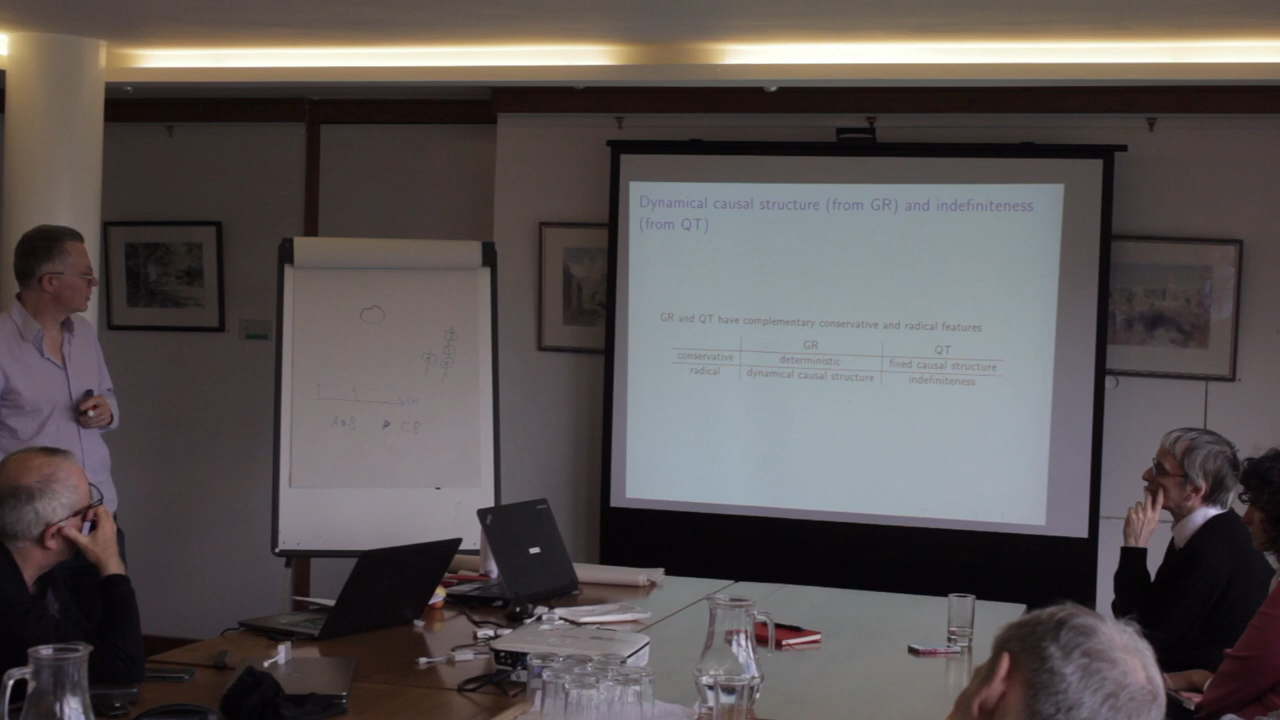 Dynamical causal structure (from GR) and indefiniteness
(from QT)
GR and QT have complementary conservative and radical features
GR QT
conservative deterministic fixed causal structure
radical dynamical causal structure indefiniteness